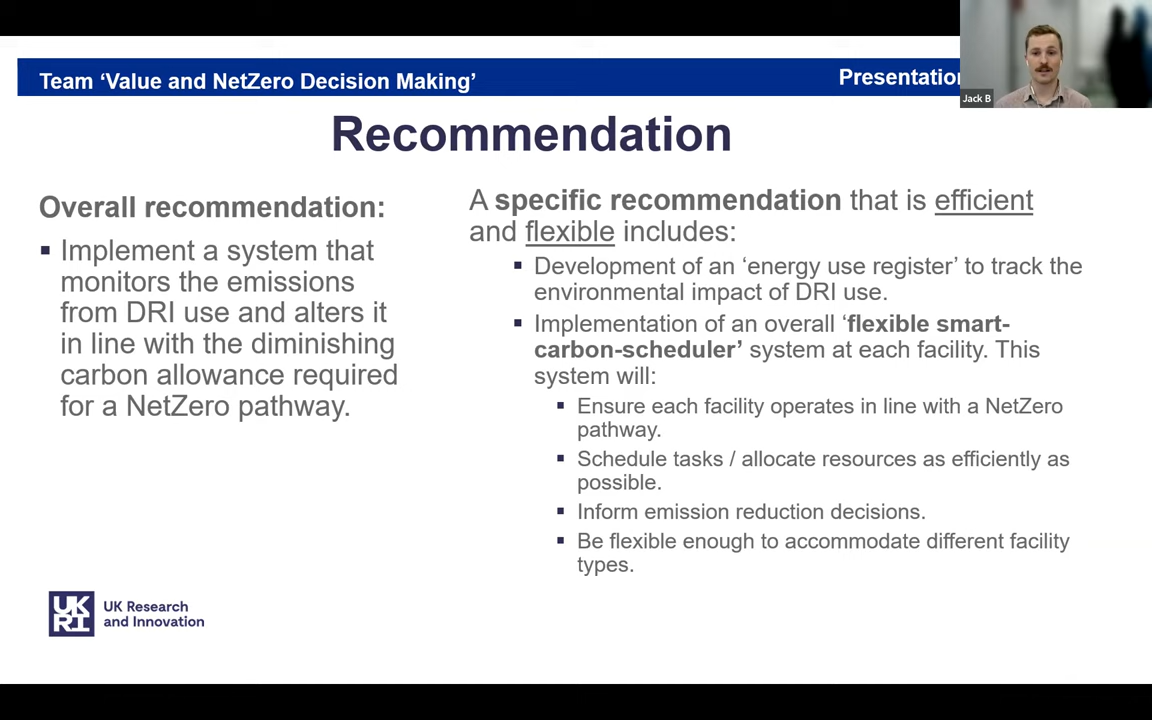 Team ‘Value and NetZero Decision Making’
Presentation
Jack B
Recommendation
Overall recommendation:
▪ Implement a system that
monitors the emissions
from DRI use and alters it
in line with the diminishing
carbon allowance required
for a NetZero pathway.
A specific recommendation that is efficient
and flexible includes:
▪ Development of an ‘energy use register’ to track the
environmental impact of DRI use.
▪ Implementation of an overall ‘flexible smart-
carbon-scheduler’ system at each facility. This
system will:
▪ Ensure each facility operates in line with a NetZero
pathway.
▪ Schedule tasks / allocate resources as efficiently as
possible.
▪ Inform emission reduction decisions.
▪ Be flexible enough to accommodate different facility
types.
UK
RI
UK Research
and Innovation